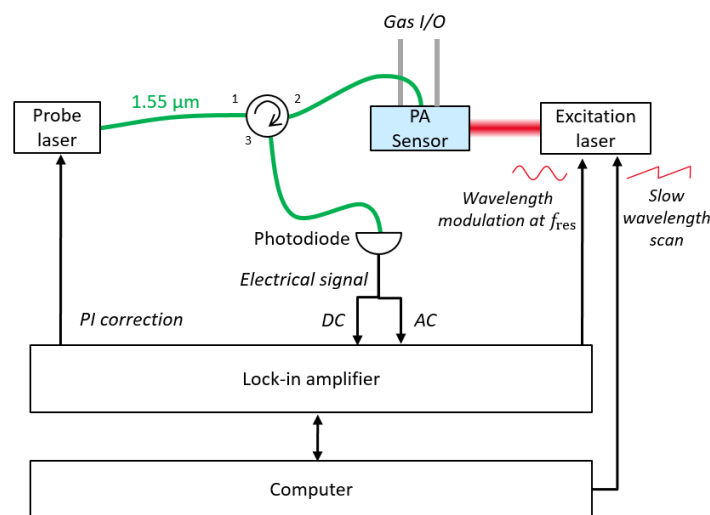 Gas I/O
1.55 µm
1
2
3
Probe
laser
PA
Sensor
Excitation
laser
Wavelength
modulation at fres
Slow
wavelength
scan
Photodiode
Electrical signal
PI correction
DC
AC
Lock-in amplifier
Computer